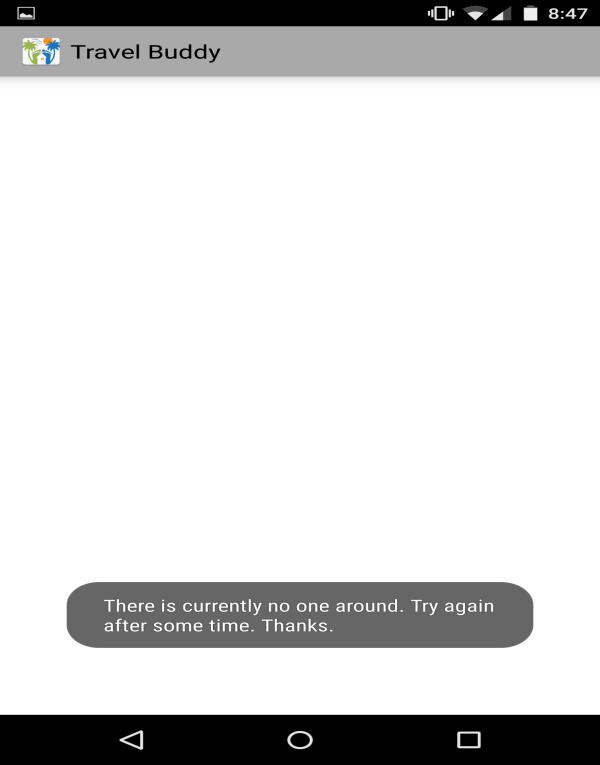 8:47
Travel Buddy
There is currently no one around. Try again
after some time. Thanks.